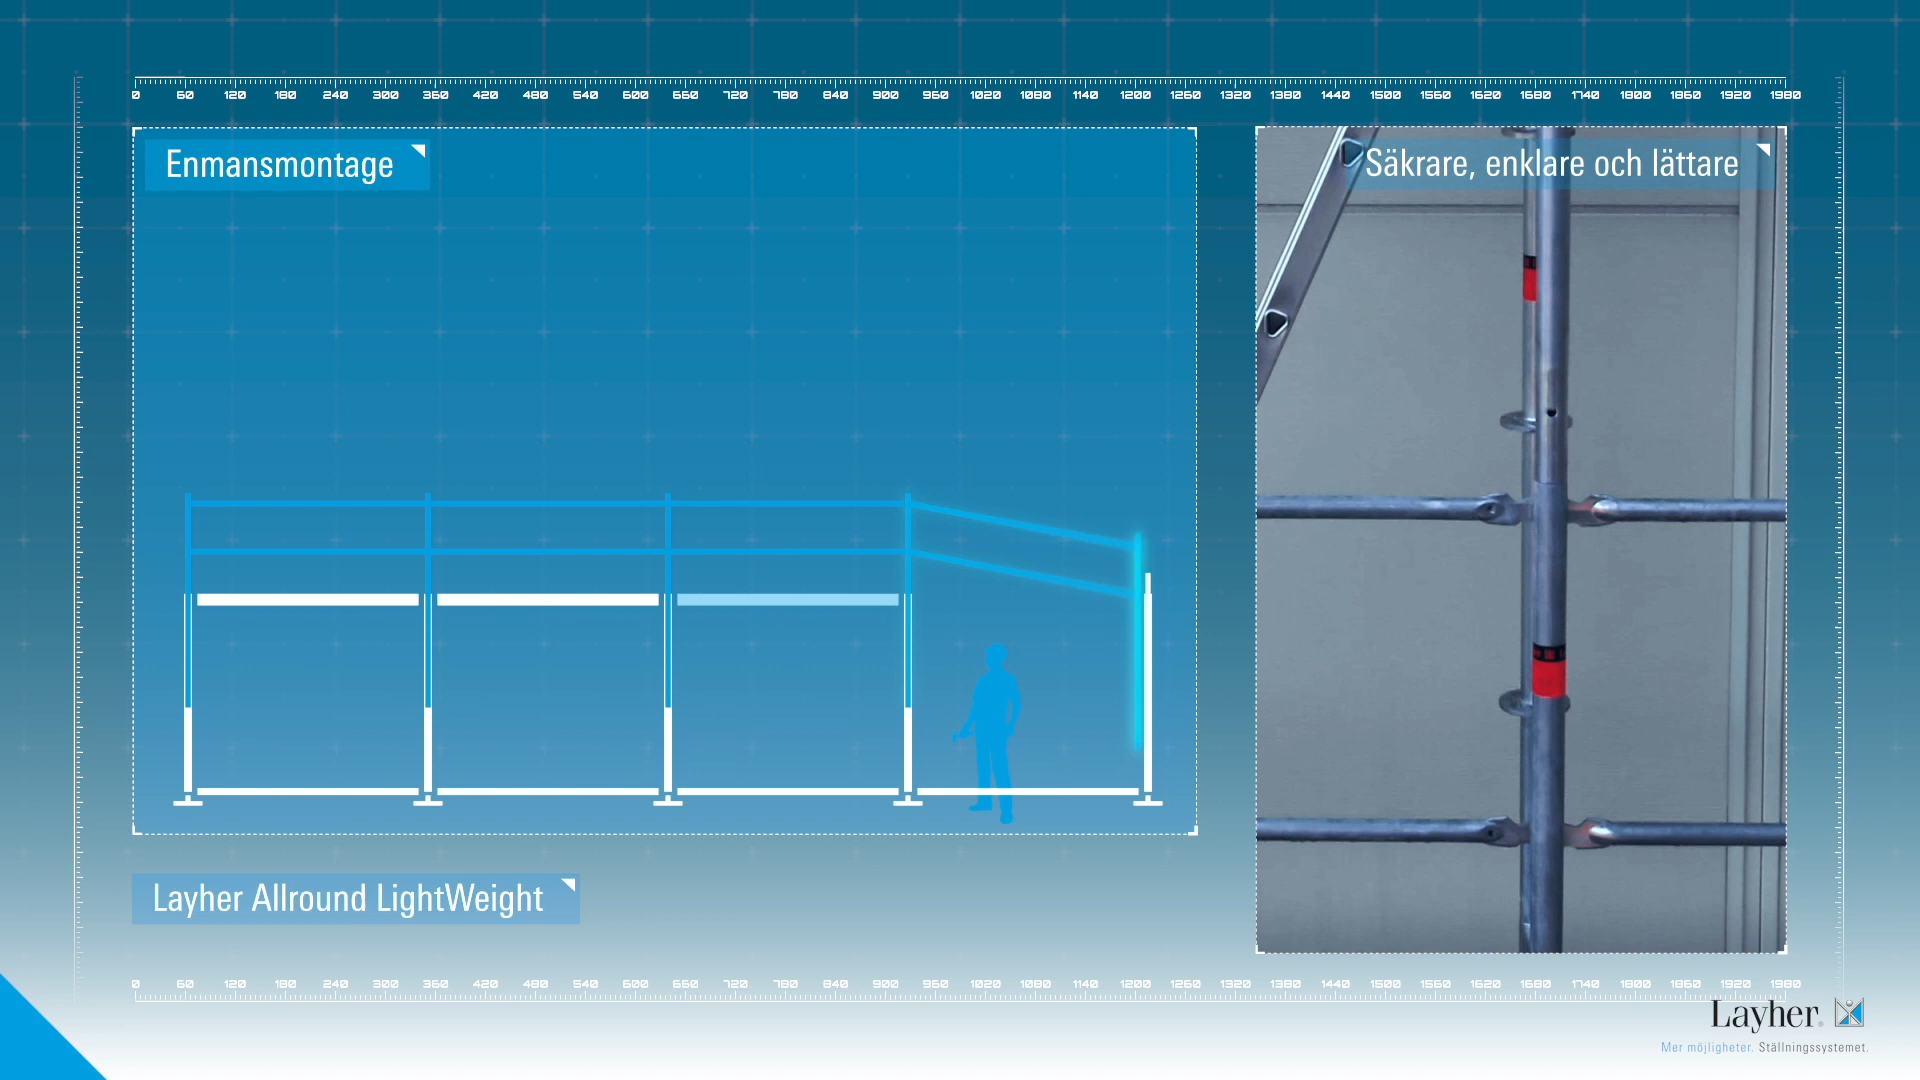 0 60 120 180 240 300 360 420 480 540 600 660 720 780 840 900 960 1020 1080 1140 1200 1260 1320 1380 1440 1500 1560 1620 1680 1740 1800 1860 1920 1980
Enmansmontage
Säkrare, enklare och lättare
Layher Allround LightWeight
0 60 120 180 240 300 360 420 480 540 600 660 720 780 840 900 960 1020 1080 1140 1200 1260 1320 1380 1440 1500 1560 1620 1680 1740 1800 1860 1920 1980
Layher®
Mer möjligheter. Ställningssystemet.